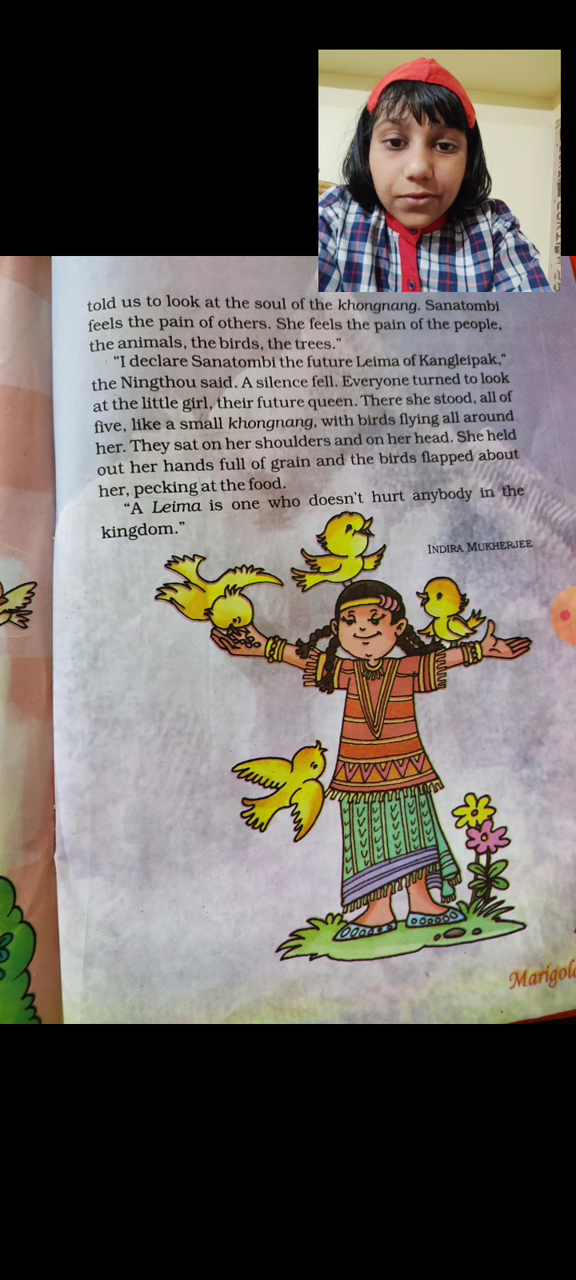 told us to look at the soul of the khongnang. Sanatombi
feels the pain of others. She feels the pain of the people,
the animals, the birds, the trees."
"I declare Sanatombi the future Leima of Kangleipak,"
the Ningthou said. A silence fell. Everyone turned to look
at the little girl, their future queen. There she stood, all of
five, like a small khongnang, with birds flying all around
her. They sat on her shoulders and on her head. She held
out her hands full of grain and the birds flapped about
her, pecking at the food.
"A Leima is one who doesn't hurt anybody in the
kingdom."
INDIRA MUKHERJEE